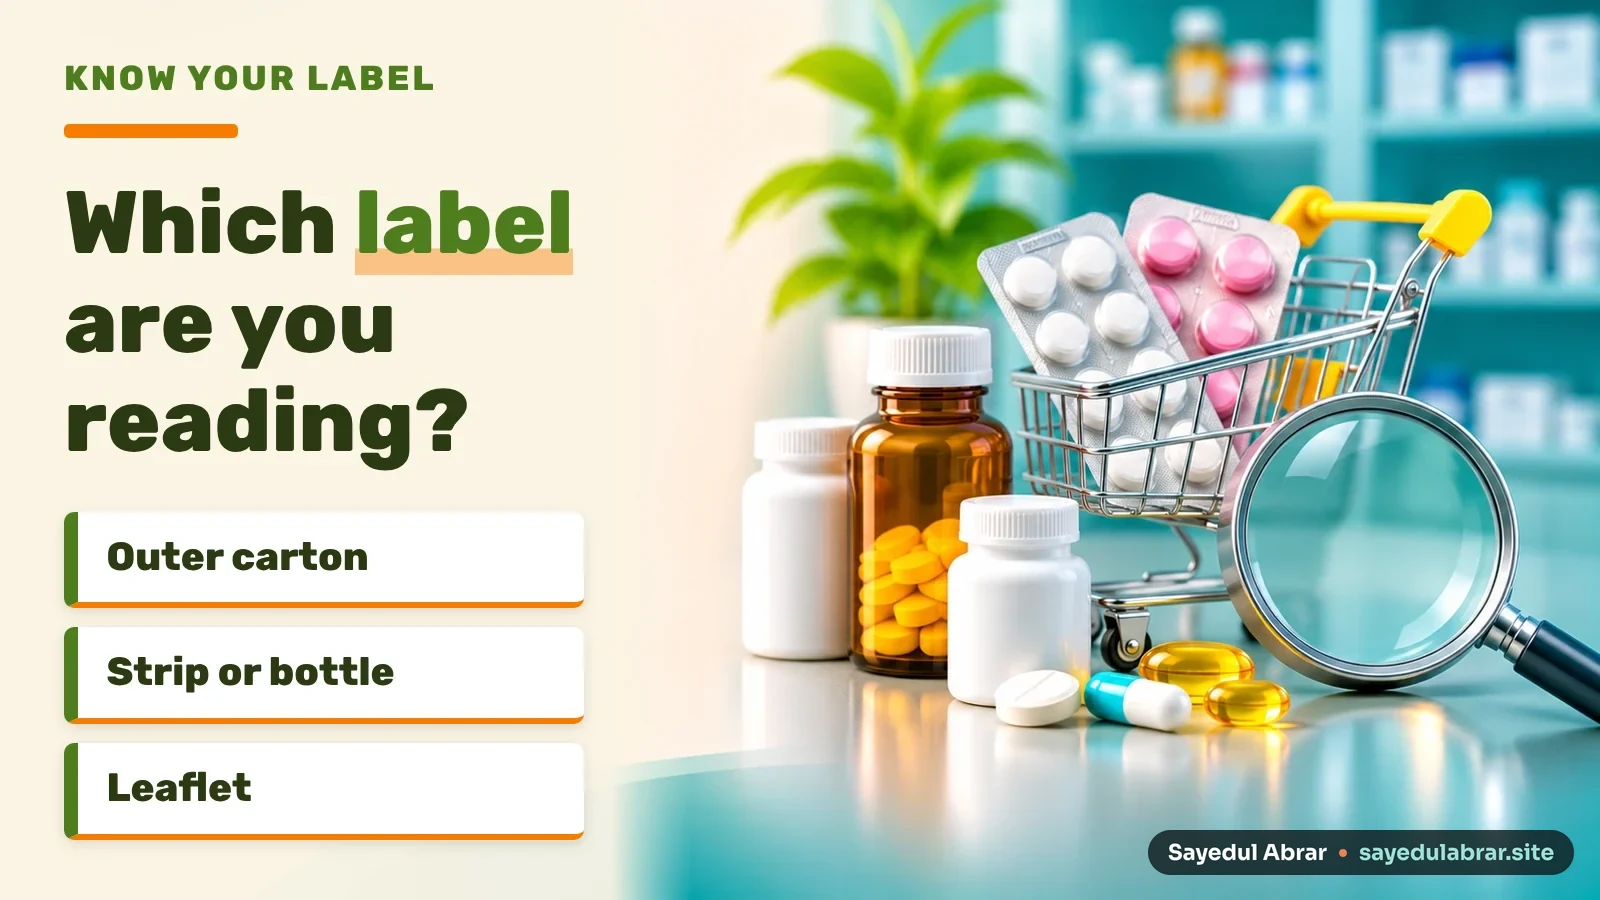 KNOW YOUR LABEL
Which label
are you
reading?
Outer carton
Strip or bottle
Leaflet
Sayedul Abrar • sayedulabrar.site